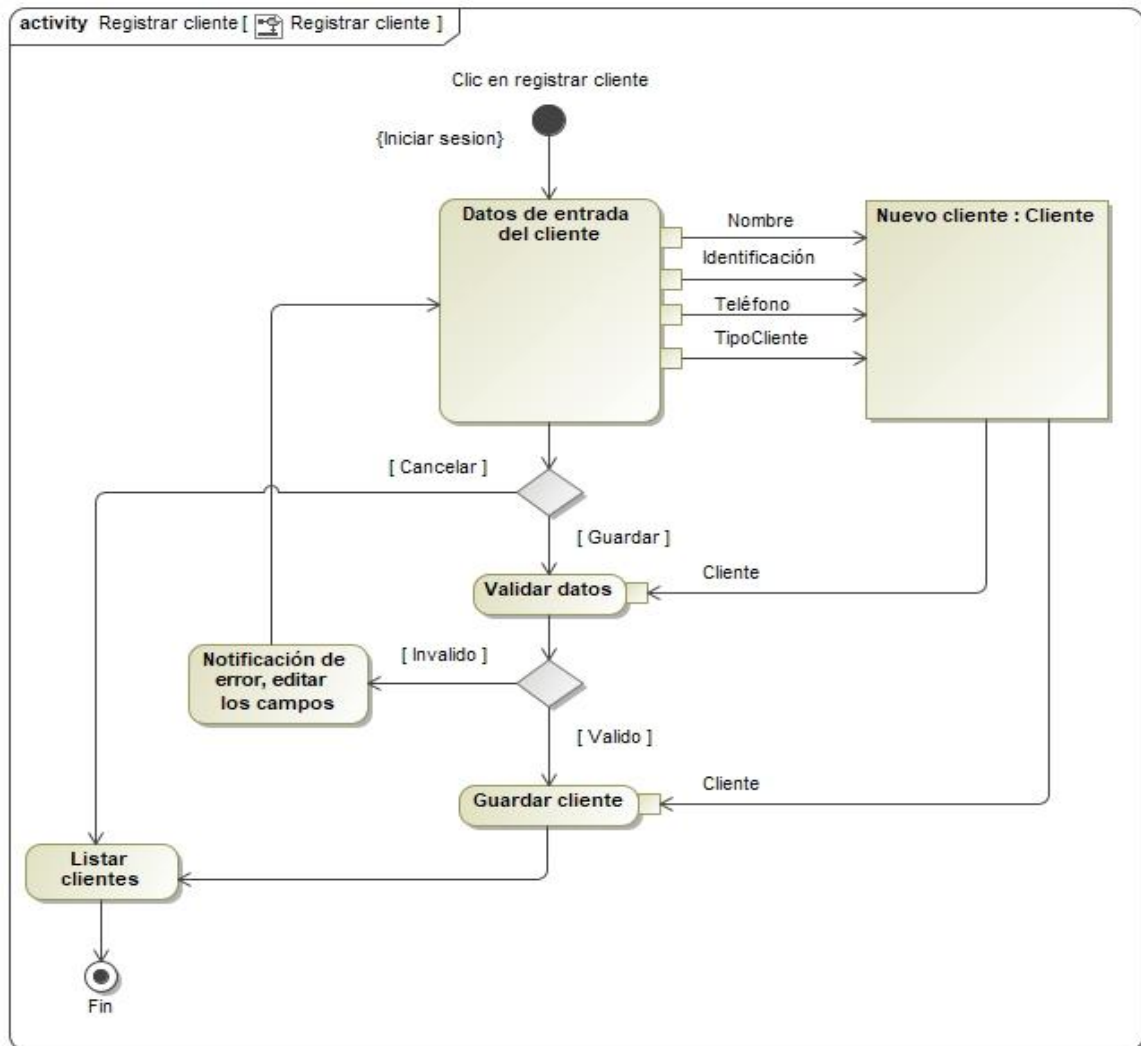 activity Registrar cliente [ Registrar cliente ]
Clic en registrar cliente
{Iniciar sesion}
Datos de entrada
del cliente
Nombre
Identificación
Teléfono
TipoCliente
Nuevo cliente : Cliente
[ Cancelar ]
[ Guardar ]
Validar datos
Cliente
[ Invalido ]
Notificación de
error, editar
los campos
[ Valido ]
Guardar cliente
Cliente
Listar
clientes
Fin